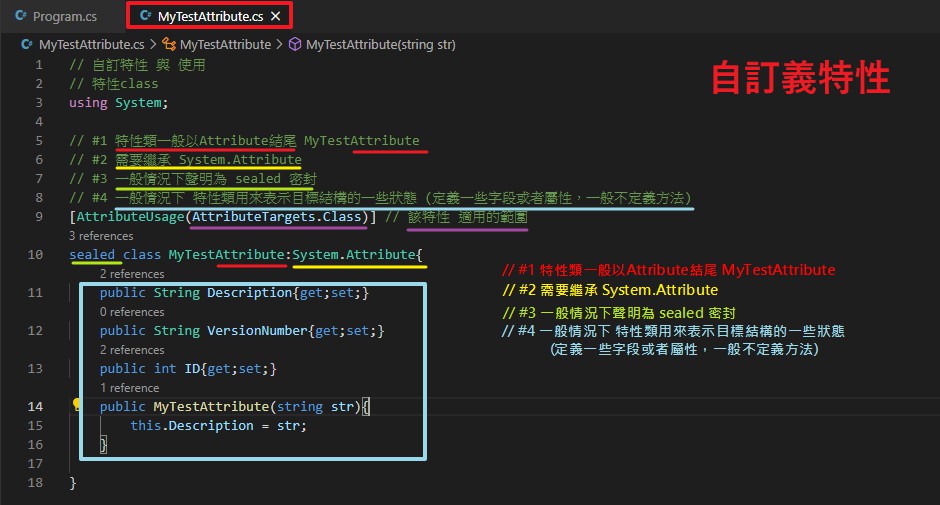 Program.cs
MyTestAttribute.cs
MyTestAttribute.cs > MyTestAttribute > MyTestAttribute(string str)
自訂義特性
1 // 自訂特性 與 使用
2 // 特性class
3 using System;
4
5 // #1 特性類一般以Attribute結尾 MyTestAttribute
6 // #2 需要繼承 System.Attribute
7 // #3 一般情況下聲明為 sealed 密封
8 // #4 一般情況下 特性類用來表示目標結構的一些狀態 (定義一些字段或者屬性，一般不定義方法)
9 [AttributeUsage(AttributeTargets.Class)] // 該特性 適用的範圍
3 references
10 sealed class MyTestAttribute:System.Attribute{
2 references
11 public String Description{get;set;}
0 references
12 public String VersionNumber{get;set;}
2 references
13 public int ID{get;set;}
1 reference
14 public MyTestAttribute(string str){
15 this.Description = str;
16 }
17
18 }
// #1 特性類一般以Attribute結尾 MyTestAttribute
// #2 需要繼承 System.Attribute
// #3 一般情況下聲明為 sealed 密封
// #4 一般情況下 特性類用來表示目標結構的一些狀態
(定義一些字段或者屬性，一般不定義方法)